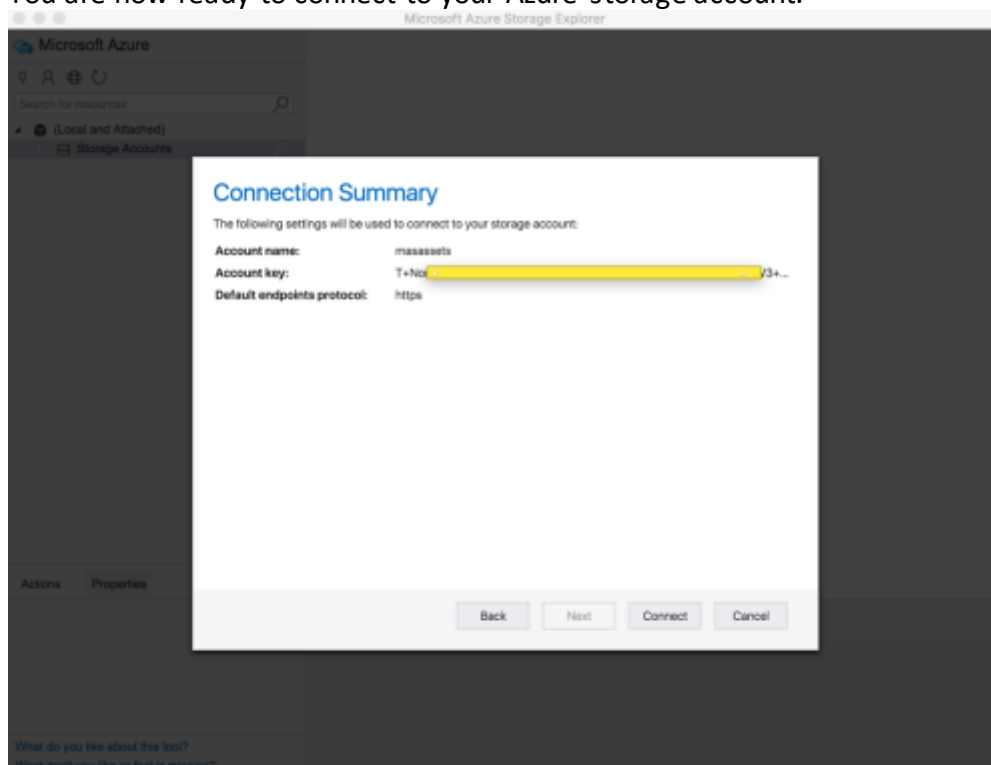 You are now ready to connect to your Azure storage account.
Microsoft Azure Storage Explorer
Microsoft Azure
Search for resources
(Local and Attached)
Storage Accounts
Connection Summary
The following settings will be used to connect to your storage account:
Account name: masassets
Account key: T+No /3+...
Default endpoints protocol: https
Actions Properties
Back Next Connect Cancel
What do you like about this tool?